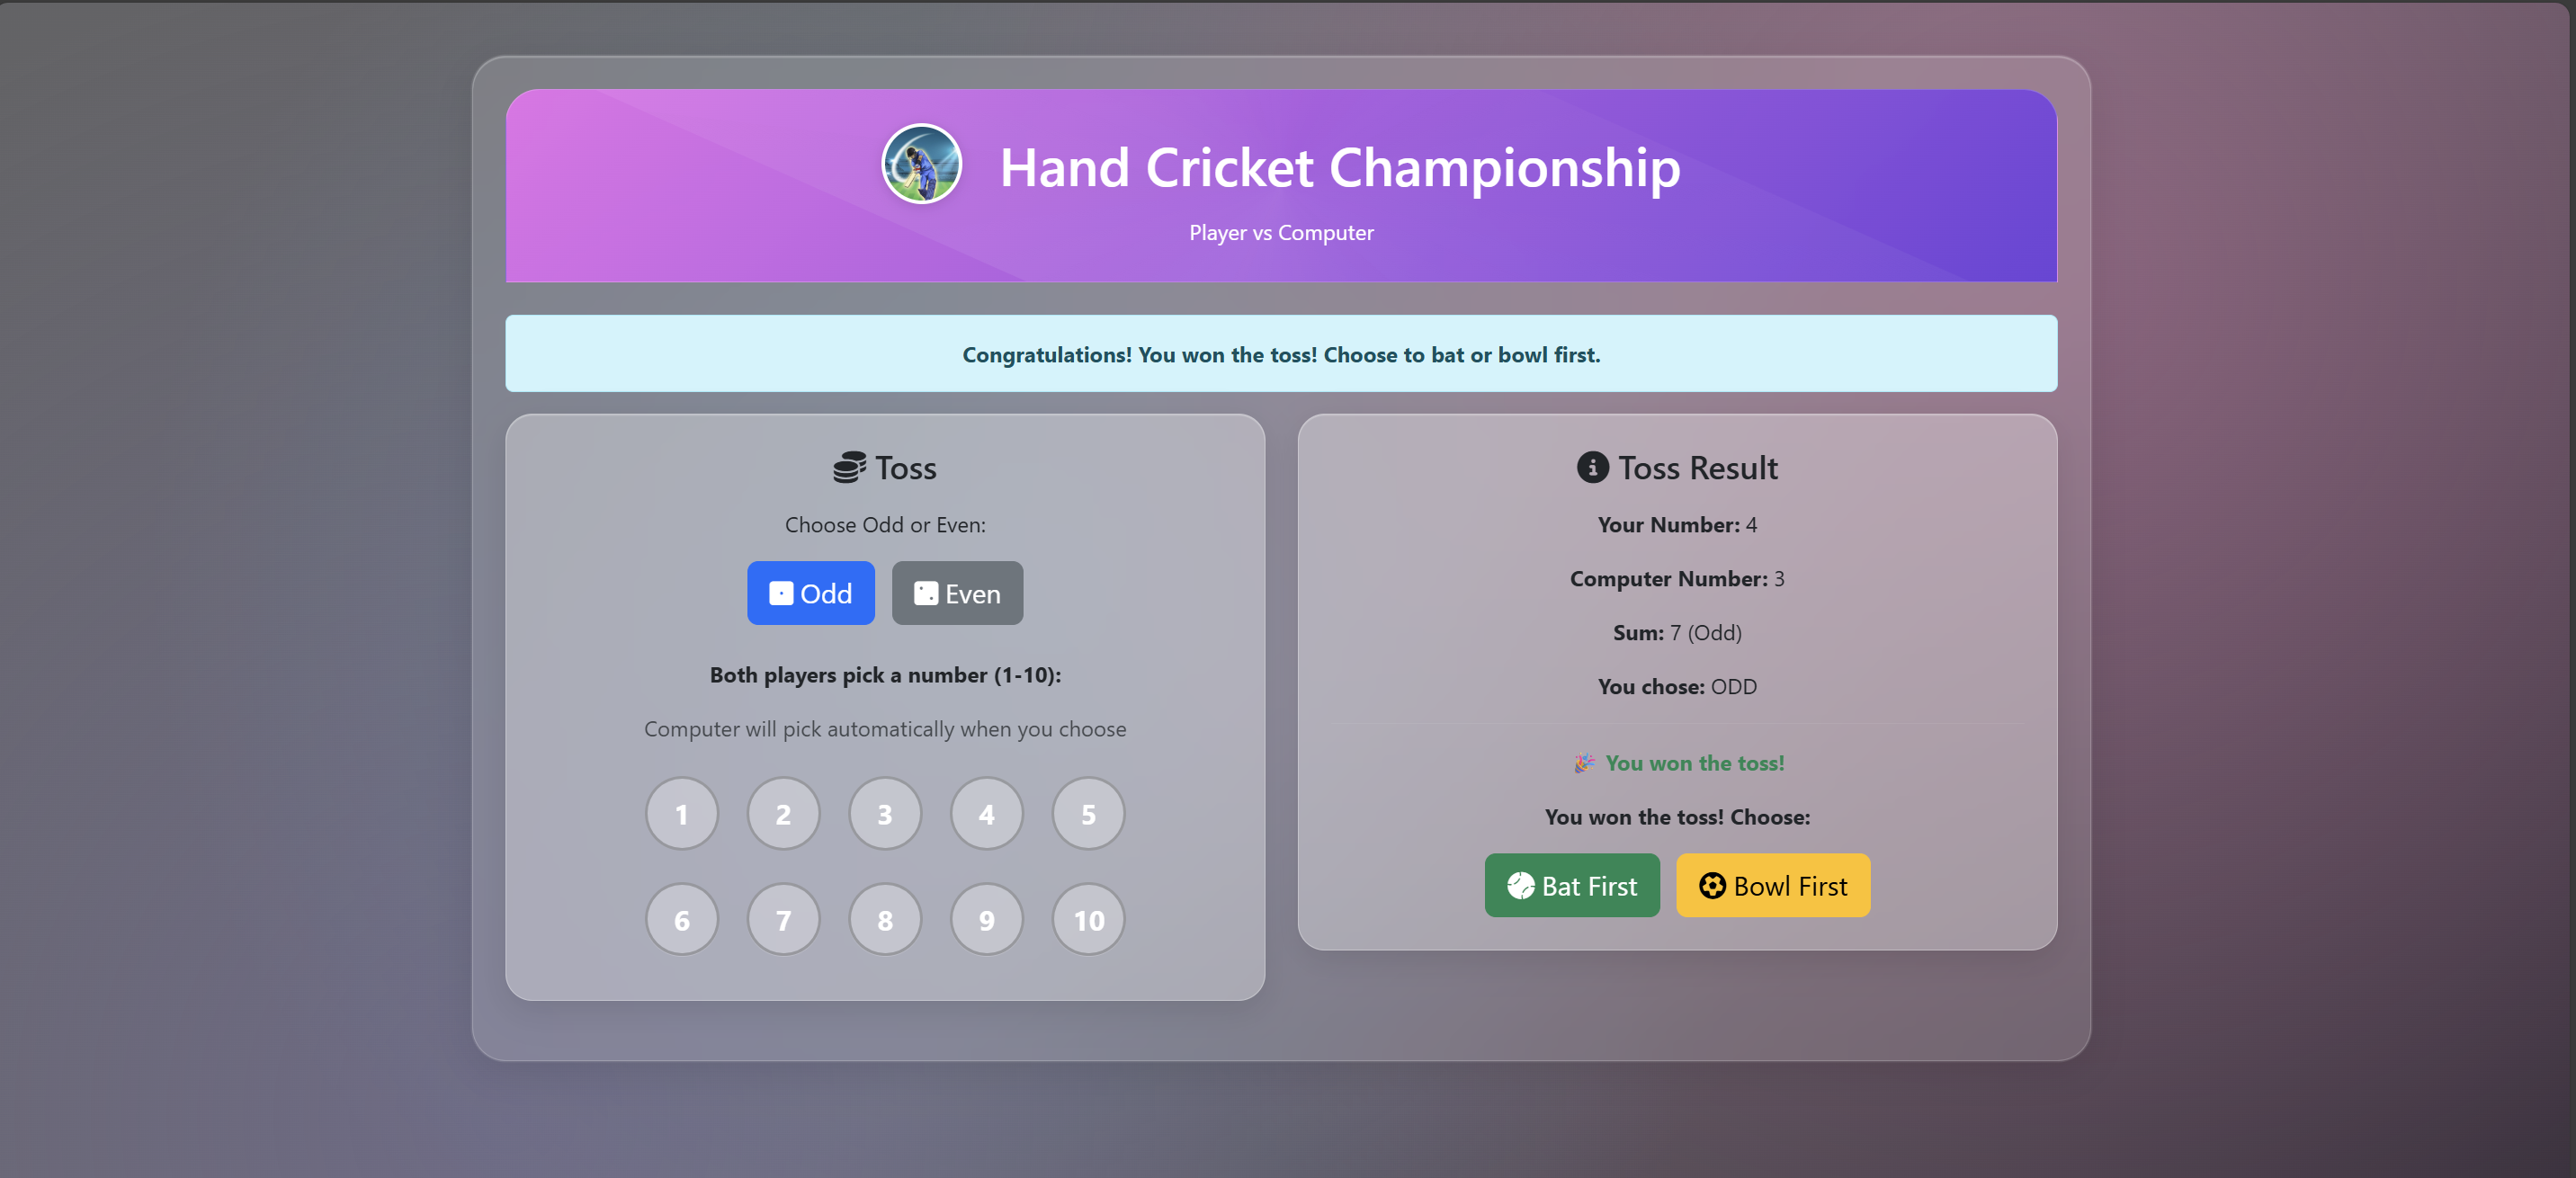 Hand Cricket Championship
Player vs Computer
Congratulations! You won the toss! Choose to bat or bowl first.
Toss
Choose Odd or Even:
Odd Even
Both players pick a number (1-10):
Computer will pick automatically when you choose
1 2 3 4 5
6 7 8 9 10
Toss Result
Your Number: 4
Computer Number: 3
Sum: 7 (Odd)
You chose: ODD
🎉 You won the toss!
You won the toss! Choose:
Bat First Bowl First